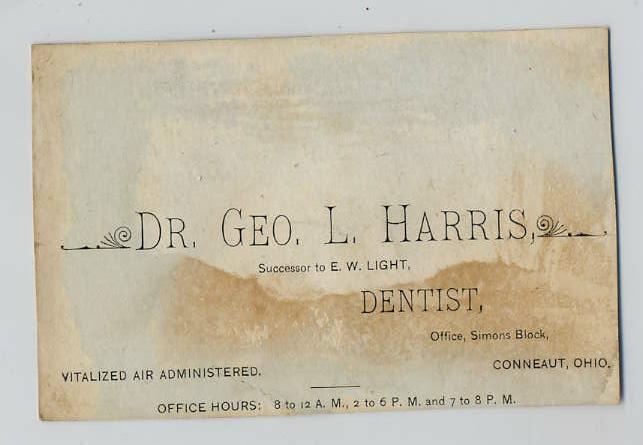 DR. GEO. L. HARRIS,
Successor to E. W. LIGHT,
DENTIST,
Office, Simons Block,
CONNEAUT, OHIO.
VITALIZED AIR ADMINISTERED.
OFFICE HOURS: 8 to 12 A. M., 2 to 6 P. M. and 7 to 8 P. M.